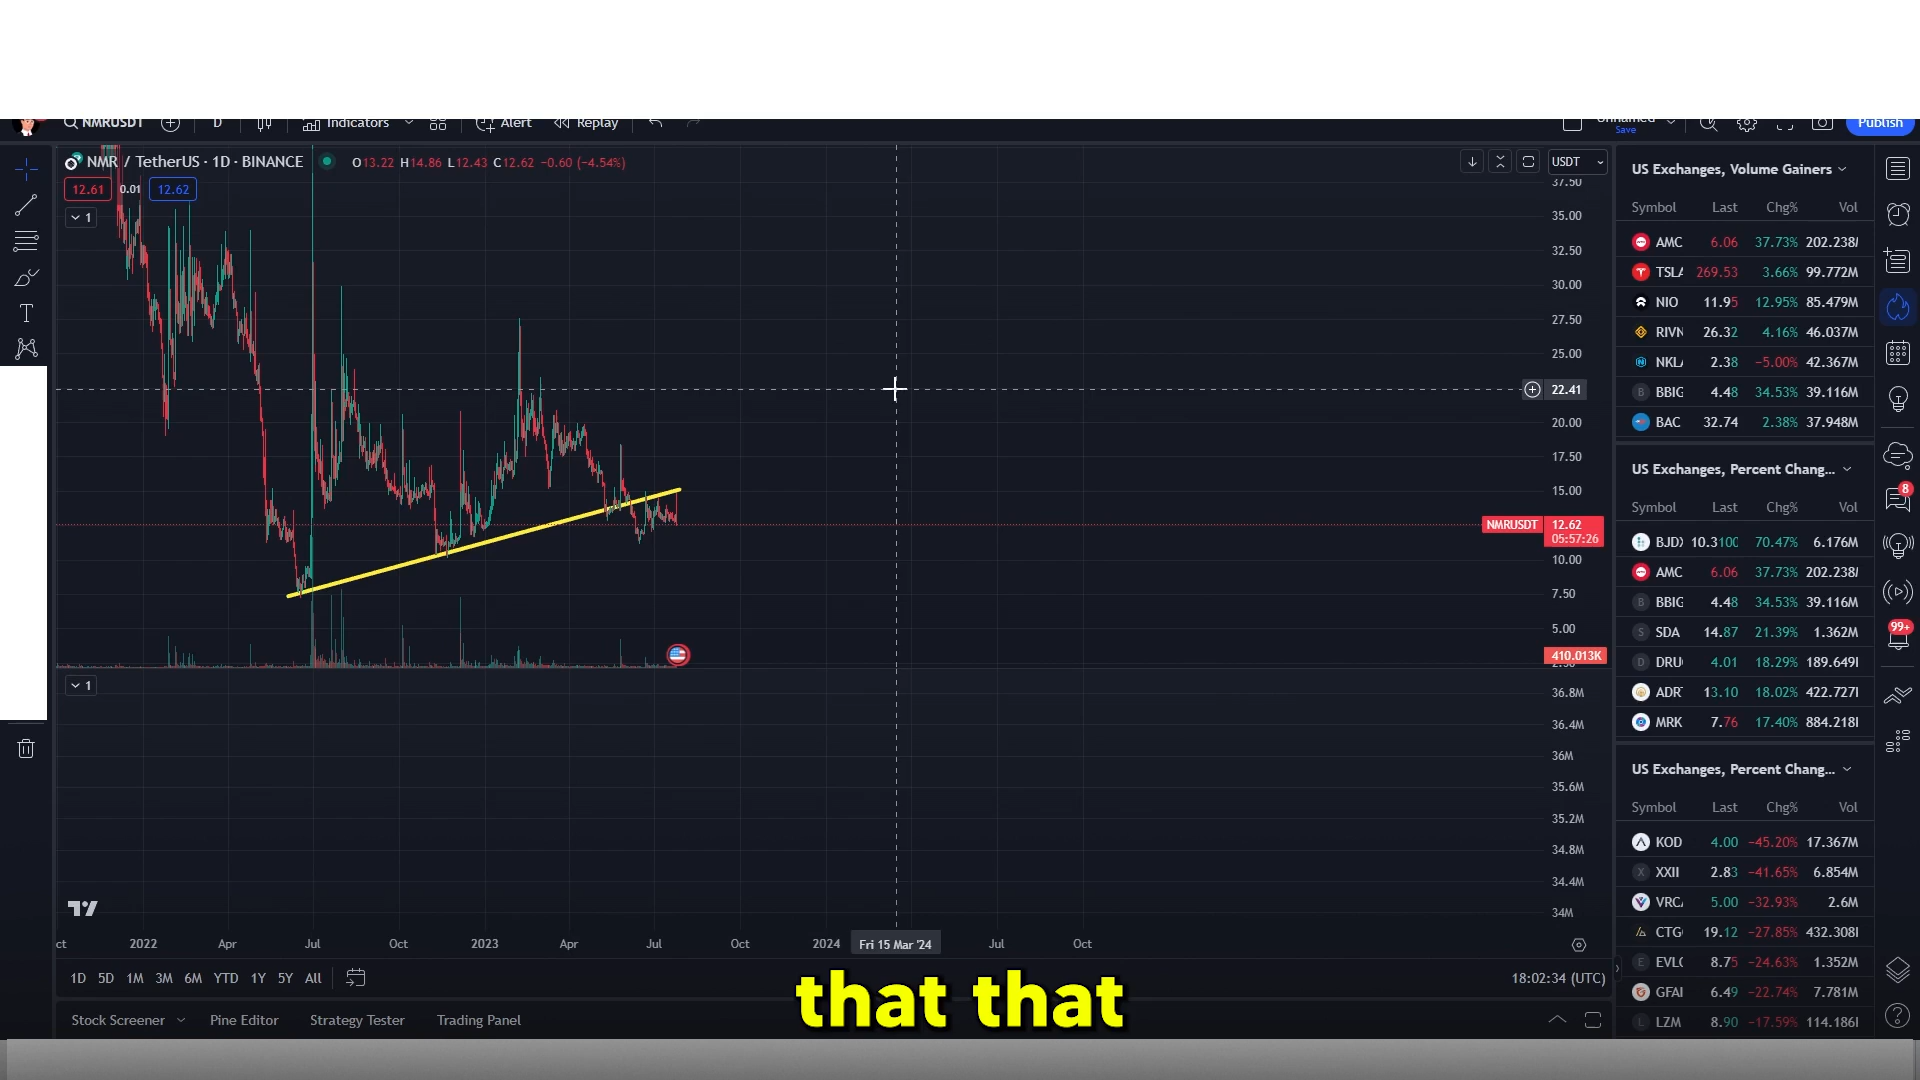 NMRUSDT D Indicators Alert Replay Unnamed Save Publish
NMR / TetherUS · 1D · BINANCE O13.22 H14.86 L12.43 C12.62 −0.60 (−4.54%) USDT
12.61 0.01 12.62
1
37.50
35.00
32.50
30.00
27.50
25.00
22.41
20.00
17.50
15.00
NMRUSDT 12.62
05:57:26
10.00
7.50
5.00
410.013K
1
36.8M
36.4M
36M
35.6M
35.2M
34.8M
34.4M
34M
ct 2022 Apr Jul Oct 2023 Apr Jul Oct 2024 Fri 15 Mar '24 Jul Oct
1D 5D 1M 3M 6M YTD 1Y 5Y All 18:02:34 (UTC)
that that
Stock Screener Pine Editor Strategy Tester Trading Panel
US Exchanges, Volume Gainers
Symbol Last Chg% Vol
AMC 6.06 37.73% 202.238
TSLA 269.53 3.66% 99.772M
NIO 11.95 12.95% 85.479M
RIVN 26.32 4.16% 46.037M
NKLA 2.38 −5.00% 42.367M
B BBIG 4.48 34.53% 39.116M
BAC 32.74 2.38% 37.948M
US Exchanges, Percent Chang...
Symbol Last Chg% Vol
BJDX 10.3100 70.47% 6.176M
AMC 6.06 37.73% 202.238
B BBIG 4.48 34.53% 39.116M
S SDA 14.87 21.39% 1.362M
D DRU 4.01 18.29% 189.649
ADR 13.10 18.02% 422.727
MRK 7.76 17.40% 884.218
US Exchanges, Percent Chang...
Symbol Last Chg% Vol
KOD 4.00 −45.20% 17.367M
X XXII 2.83 −41.65% 6.854M
VRC 5.00 −32.93% 2.6M
CTG 19.12 −27.85% 432.308
E EVL 8.75 −24.63% 1.352M
GFAI 6.49 −22.74% 7.781M
L LZM 8.90 −17.59% 114.186
8
99+